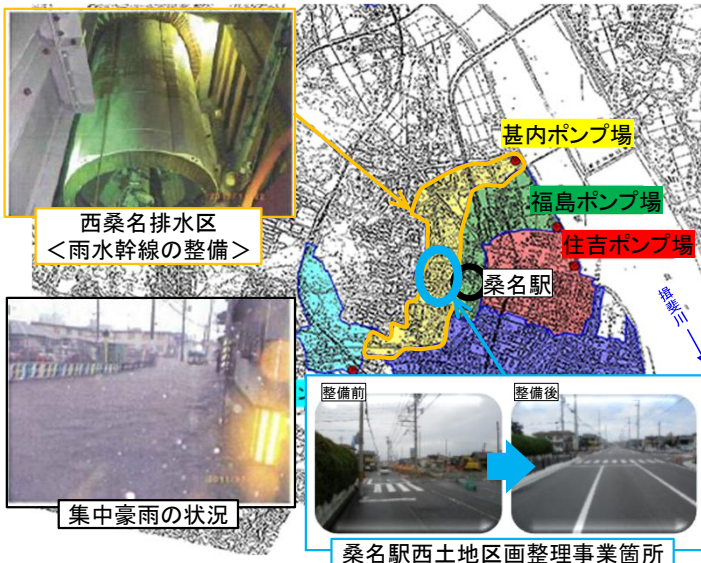 西桑名排水区
<雨水幹線の整備>
甚内ポンプ場
福島ポンプ場
住吉ポンプ場
桑名駅
揖斐川
集中豪雨の状況
整備前
整備後
桑名駅西土地区画整理事業箇所